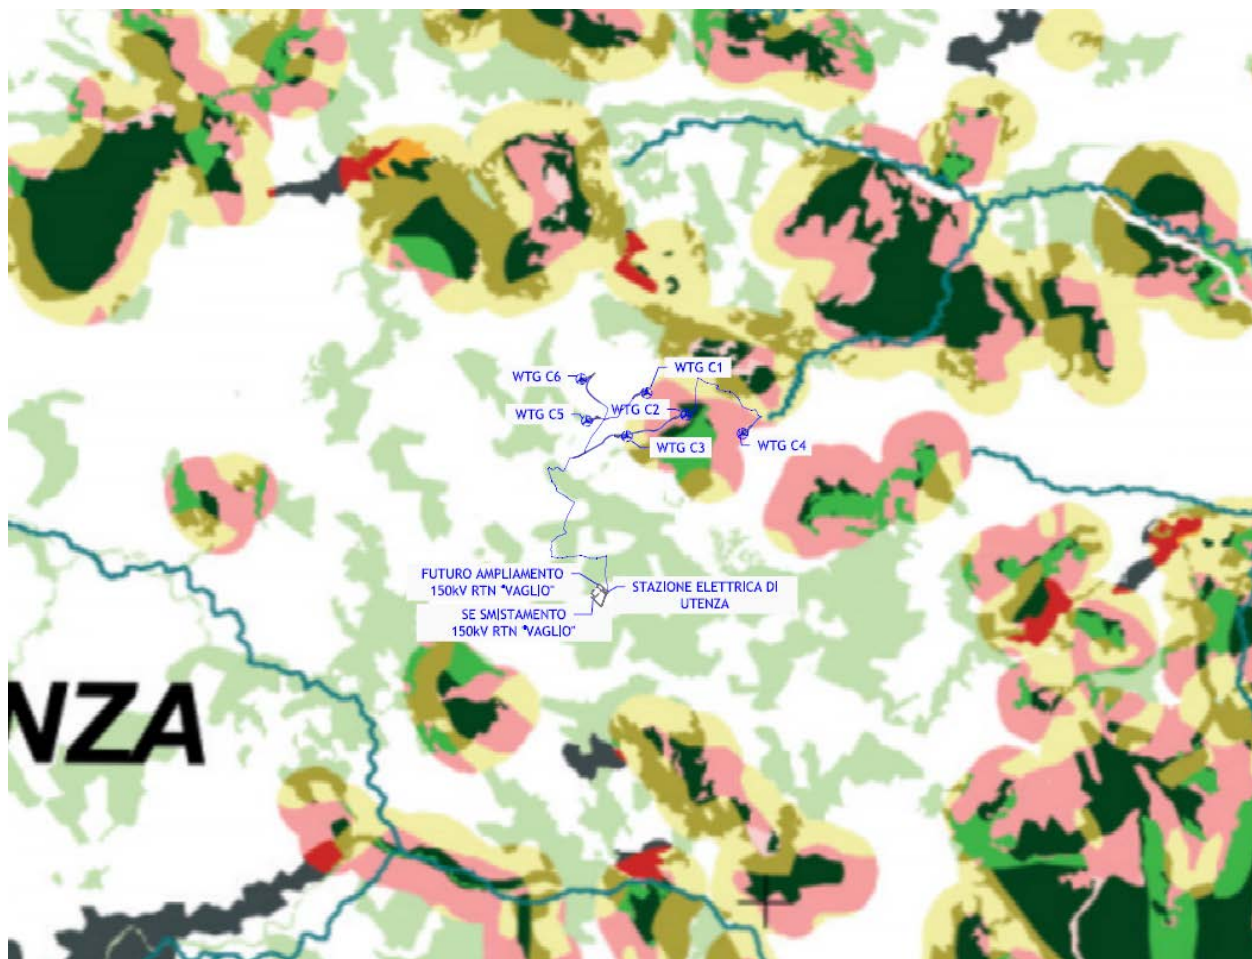 WTG C1
WTG C6
WTG C2
WTG C5
WTG C3
WTG C4
FUTURO AMPLIAMENTO
150kV RTN "VAGLIO"
STAZIONE ELETTRICA DI
UTENZA
SE SMISTAMENTO
150kV RTN "VAGLIO"
NZA